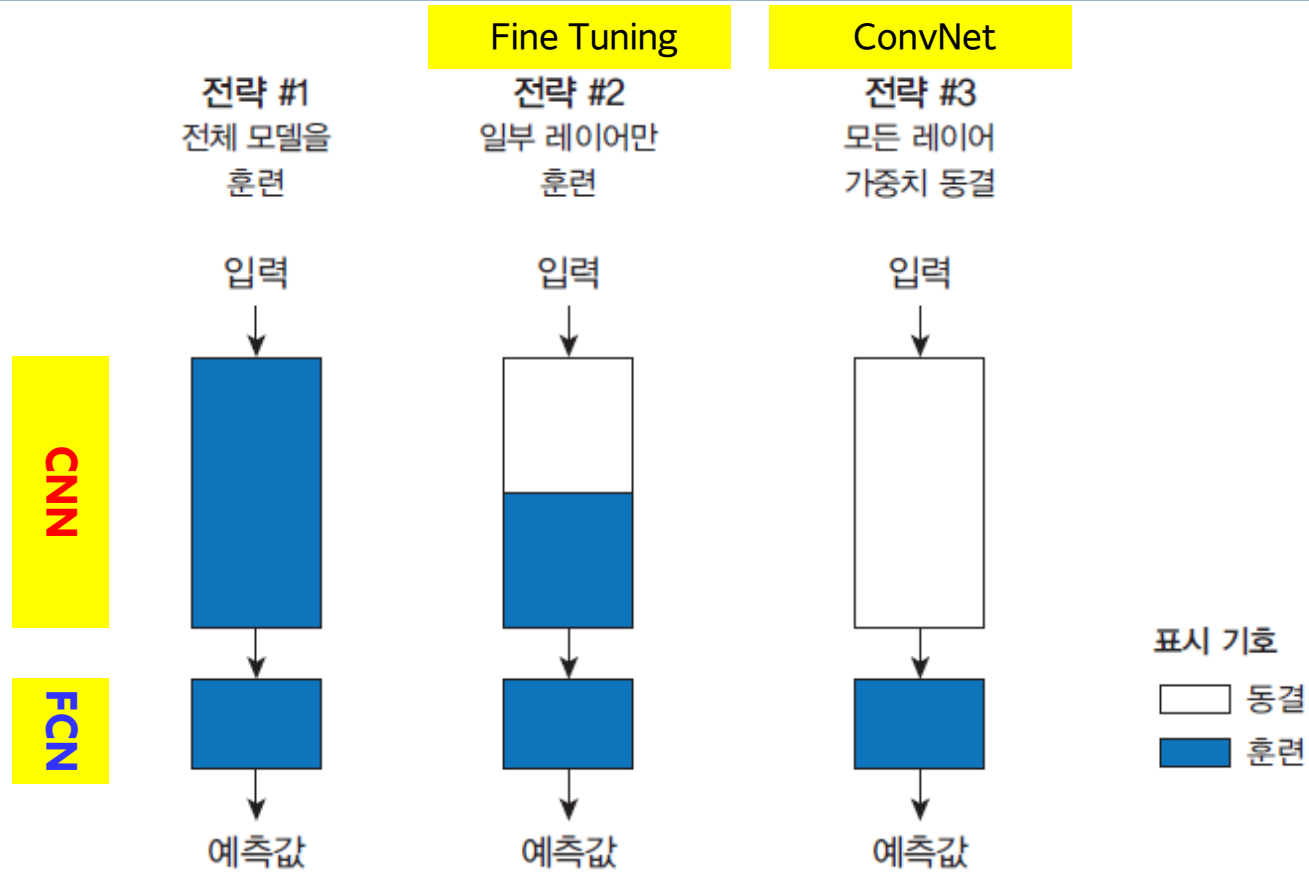 Fine Tuning
ConvNet
전략 #1
전체 모델을
훈련
전략 #2
일부 레이어만
훈련
전략 #3
모든 레이어
가중치 동결
입력
입력
입력
CNN
FCN
예측값
예측값
예측값
표시 기호
동결
훈련